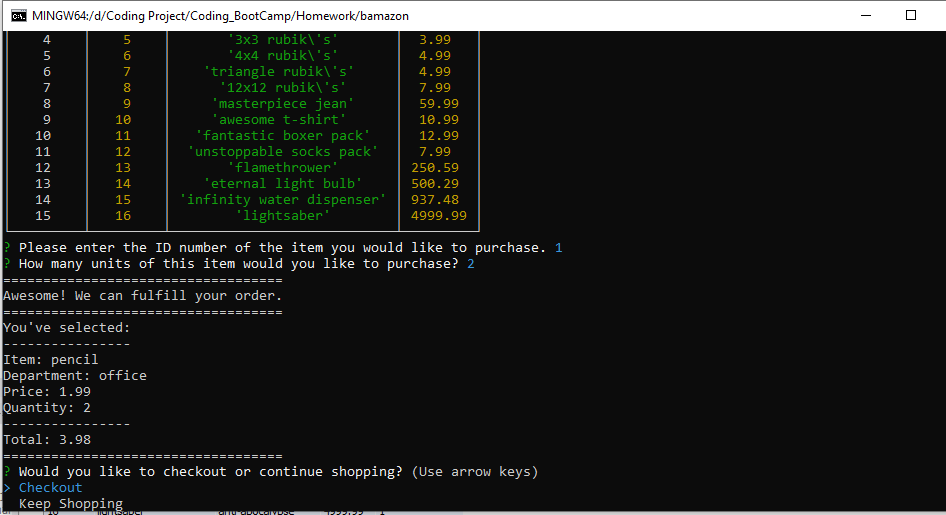 MINGW64:/d/Coding Project/Coding_BootCamp/Homework/bamazon
4 5 '3x3 rubik\'s' 3.99
5 6 '4x4 rubik\'s' 4.99
6 7 'triangle rubik\'s' 4.99
7 8 '12x12 rubik\'s' 7.99
8 9 'masterpiece jean' 59.99
9 10 'awesome t-shirt' 10.99
10 11 'fantastic boxer pack' 12.99
11 12 'unstoppable socks pack' 7.99
12 13 'flamethrower' 250.59
13 14 'eternal light bulb' 500.29
14 15 'infinity water dispenser' 937.48
15 16 'lightsaber' 4999.99
? Please enter the ID number of the item you would like to purchase. 1
? How many units of this item would you like to purchase? 2
===================================
Awesome! We can fulfill your order.
===================================
You've selected:
----------------
Item: pencil
Department: office
Price: 1.99
Quantity: 2
----------------
Total: 3.98
===================================
? Would you like to checkout or continue shopping? (Use arrow keys)
> Checkout
Keep Shopping